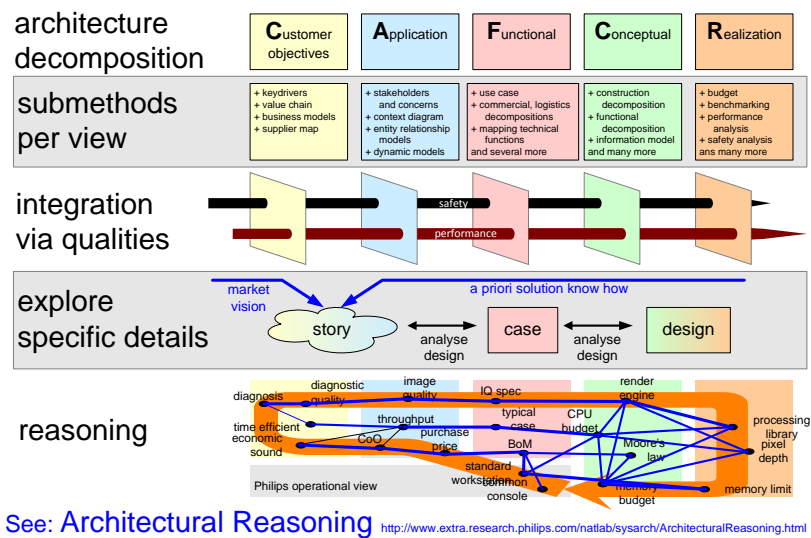 architecture
decomposition
Customer
objectives
Application
Functional
Conceptual
Realization
submethods
per view
+ keydrivers
+ value chain
+ business models
+ supplier map
+ stakeholders
and concerns
+ context diagram
+ entity relationship
models
+ dynamic models
+ use case
+ commercial, logistics
decompositions
+ mapping technical
functions
and several more
+ construction
decomposition
+ functional
decomposition
+ information model
and many more
+ budget
+ benchmarking
+ performance
analysis
+ safety analysis
ans many more
integration
via qualities
safety
performance
explore
specific details
market
vision
a priori solution know how
story
analyse
design
case
analyse
design
design
reasoning
diagnosis
diagnostic
quality
image
quality
IQ spec
render
engine
time efficient
throughput
typical
case
CPU
budget
processing
library
economic
sound
CoO
purchase
price
BoM
Moore's
law
pixel
depth
standard
workstation
common
console
memory
budget
memory limit
Philips operational view
See: Architectural Reasoning http://www.extra.research.philips.com/natlab/sysarch/ArchitecturalReasoning.html